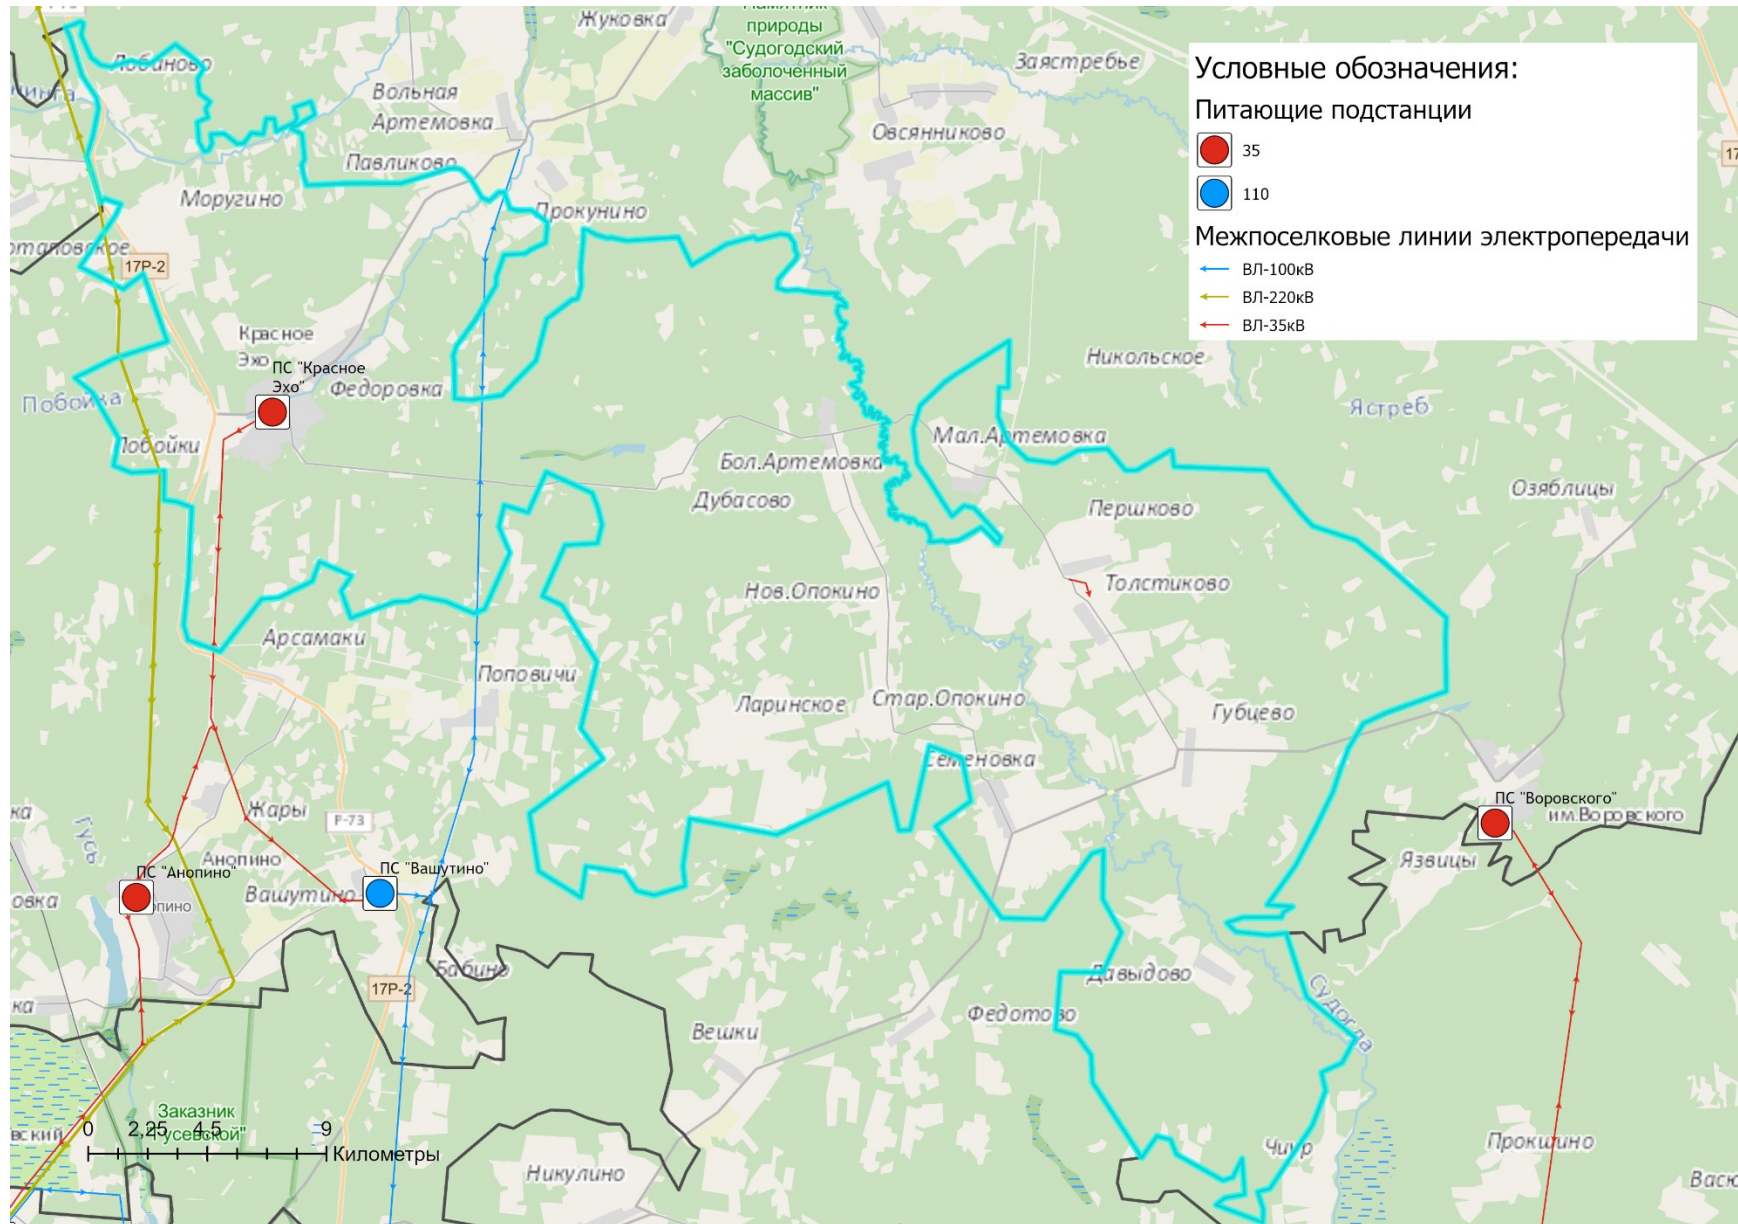 Жуковка
Памятник
природы
"Судогодский
заболоченный
массив"
Лобаново
Вольная
Артемовка
Заястребье
Овсянниково
Павликово
Моругино
Прокунино
17Р-2
Условные обозначения:
Питающие подстанции
35
110
Межпоселковые линии электропередачи
ВЛ-100кВ
ВЛ-220кВ
ВЛ-35кВ
Красное
Эхо
ПС "Красное
Эхо"
Федоровка
Никольское
Побойка
Ястреб
Побойки
Мал.Артемовка
Бол.Артемовка
Дубасово
Першково
Озяблицы
Нов.Опокино
Толстиково
Арсамаки
Поповичи
Ларинское
Стар.Опокино
Губцево
Семеновка
Жары
Р-73
Гусь
Анопино
ПС "Анопино"
ПС "Вашутино"
Вашутино
ПС "Воровского"
им.Воровского
Язвицы
Бабино
17Р-2
Давыдово
Судогда
Федотово
Вешки
Заказник
"Гусевской"
0 2,25 4,5 9
Километры
Чиур
Прокшино
Никулино